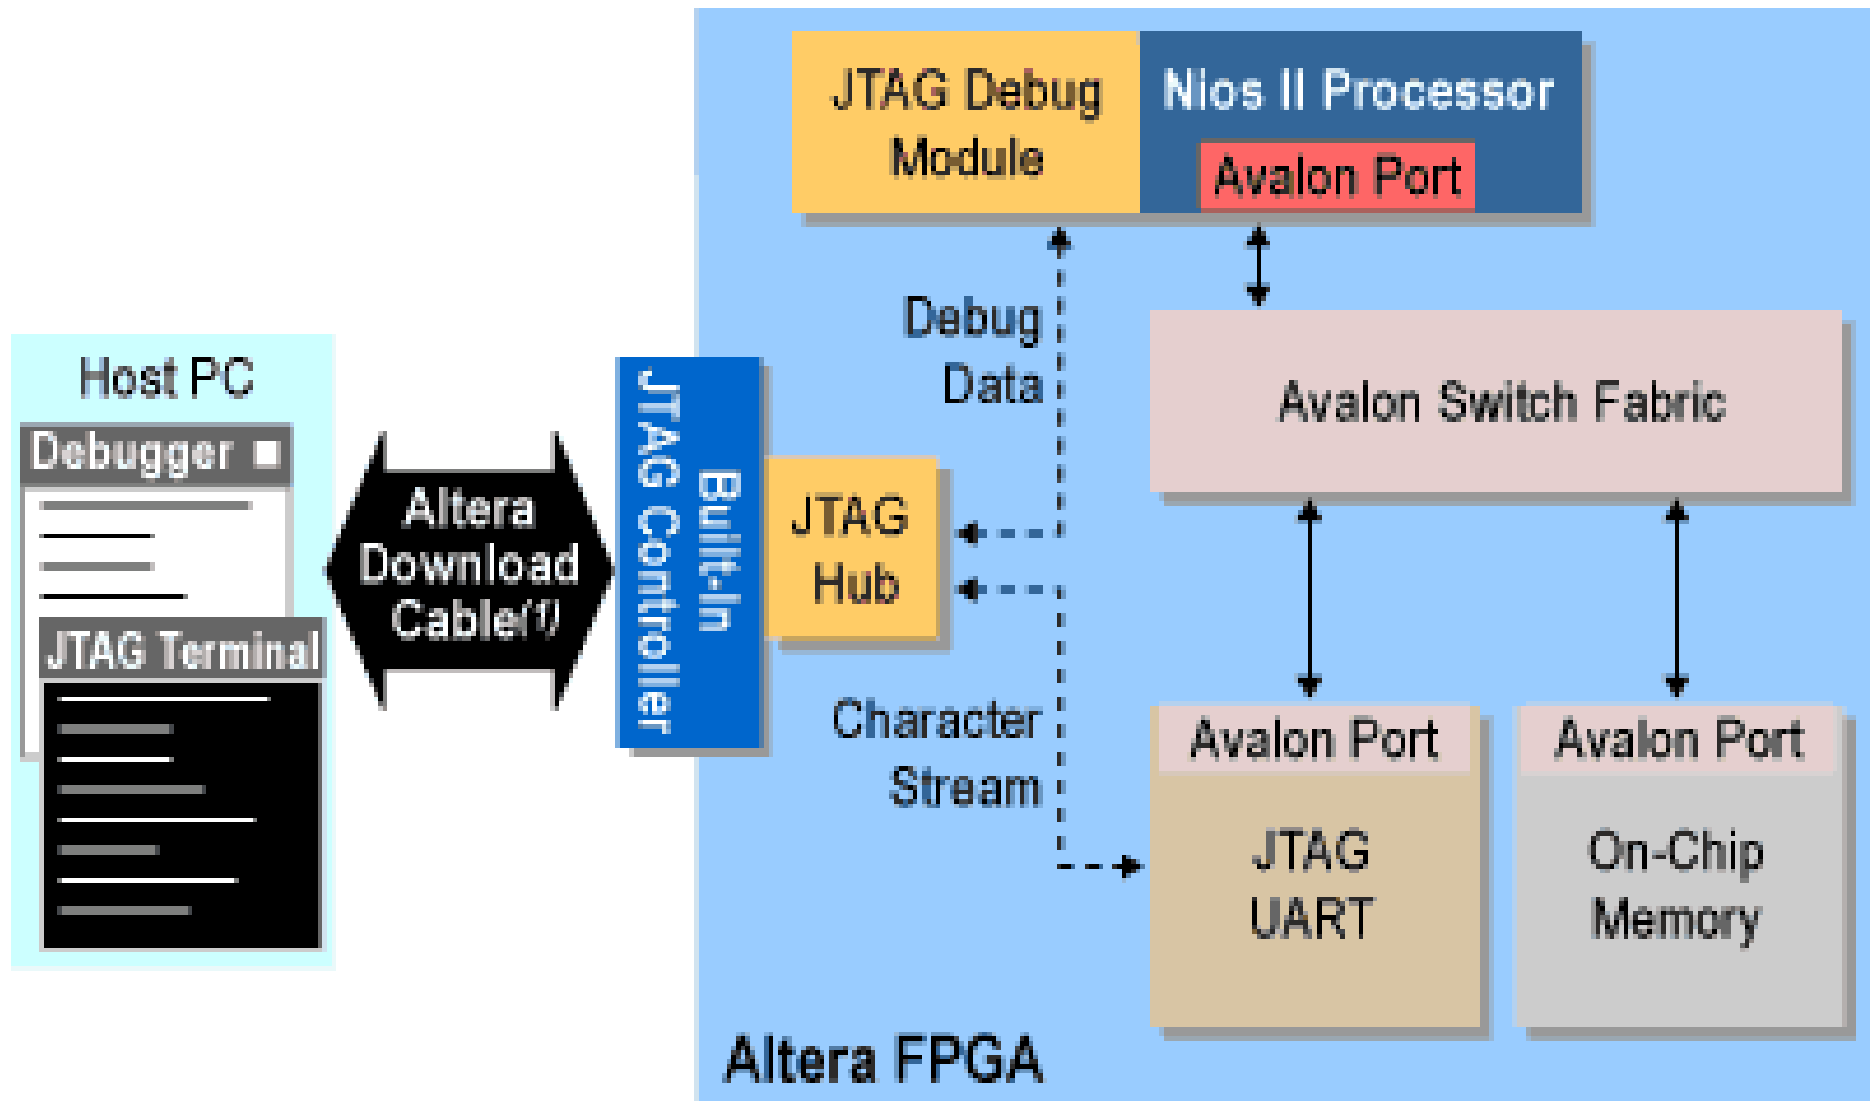 JTAG Debug
Module
Nios II Processor
Avalon Port
Debug
Data
Avalon Switch Fabric
Host PC
Debugger
JTAG Terminal
Altera
Download
Cable(1)
Built-In
JTAG Controller
JTAG
Hub
Character
Stream
Avalon Port
JTAG
UART
Avalon Port
On-Chip
Memory
Altera FPGA